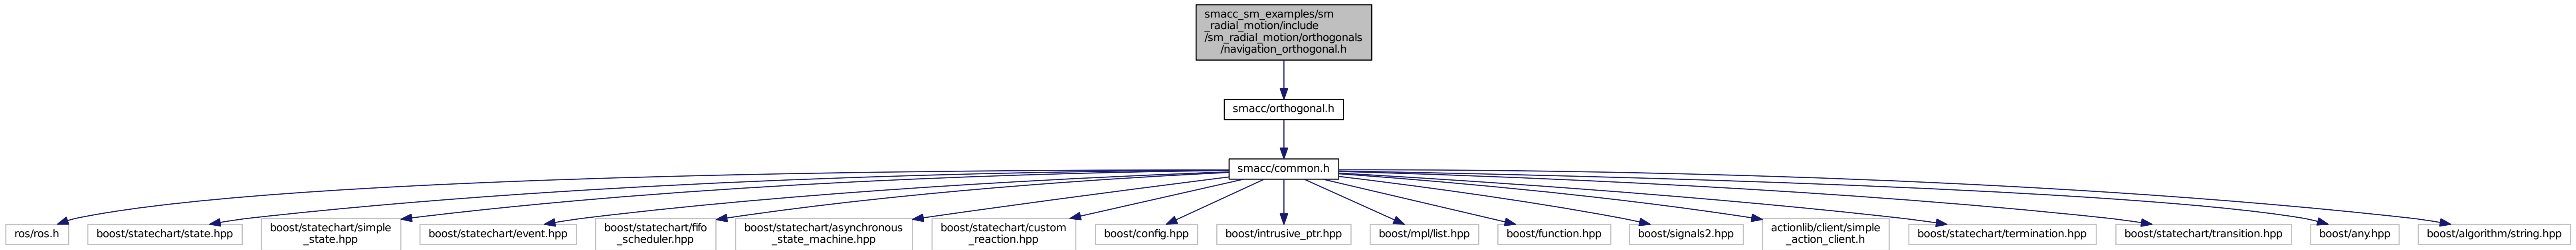 smacc_sm_examples/sm
_radial_motion/include
/sm_radial_motion/orthogonals
/navigation_orthogonal.h
smacc/orthogonal.h
smacc/common.h
ros/ros.h
boost/statechart/state.hpp
boost/statechart/simple
_state.hpp
boost/statechart/event.hpp
boost/statechart/fifo
_scheduler.hpp
boost/statechart/asynchronous
_state_machine.hpp
boost/statechart/custom
_reaction.hpp
boost/config.hpp
boost/intrusive_ptr.hpp
boost/mpl/list.hpp
boost/function.hpp
boost/signals2.hpp
actionlib/client/simple
_action_client.h
boost/statechart/termination.hpp
boost/statechart/transition.hpp
boost/any.hpp
boost/algorithm/string.hpp